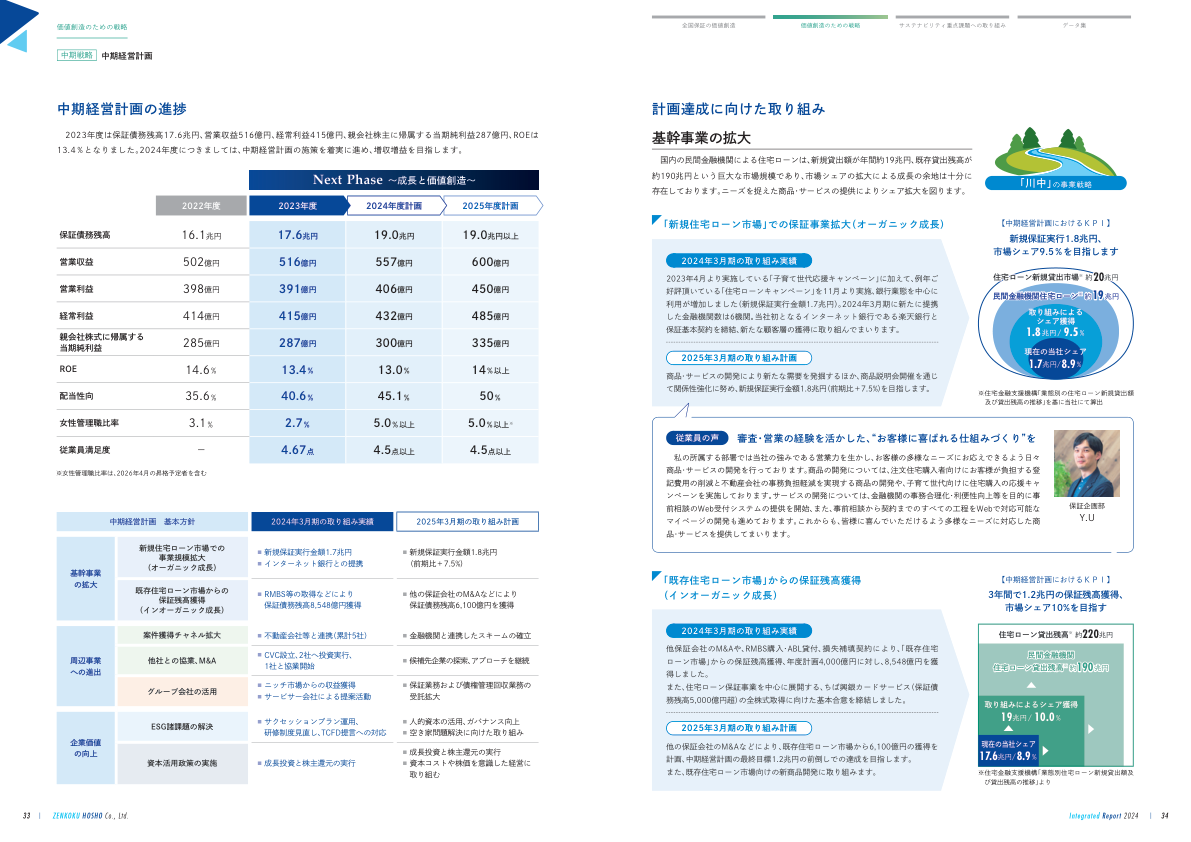 価値創造のための戦略
中期戦略 中期経営計画
中期経営計画の進捗
2023年度は保証債務残高17.6兆円、営業収益516億円、経常利益415億円、親会社株主に帰属する当期純利益287億円、ROEは
13.4％となりました。2024年度につきましては、中期経営計画の施策を着実に進め、増収増益を目指します。
Next Phase ～成長と価値創造～
2022年度 2023年度 2024年度計画 2025年度計画
保証債務残高 16.1兆円 17.6兆円 19.0兆円 19.0兆円以上
営業収益 502億円 516億円 557億円 600億円
営業利益 398億円 391億円 406億円 450億円
経常利益 414億円 415億円 432億円 485億円
親会社株式に帰属する
当期純利益 285億円 287億円 300億円 335億円
ROE 14.6％ 13.4％ 13.0％ 14％以上
配当性向 35.6％ 40.6％ 45.1％ 50％
女性管理職比率 3.1％ 2.7％ 5.0％以上 5.0％以上※
従業員満足度 － 4.67点 4.5点以上 4.5点以上
※女性管理職比率は、2026年4月の昇格予定者を含む
中期経営計画 基本方針 2024年3月期の取り組み実績 2025年3月期の取り組み計画
基幹事業
の拡大
新規住宅ローン市場での
事業規模拡大
（オーガニック成長）
新規保証実行金額1.7兆円
インターネット銀行との提携
新規保証実行金額1.8兆円
（前期比＋7.5%）
既存住宅ローン市場からの
保証残高獲得
（インオーガニック成長）
RMBS等の取得などにより
保証債務残高8,548億円獲得
他の保証会社のM&Aなどにより
保証債務残高6,100億円を獲得
周辺事業
への進出
案件獲得チャネル拡大
不動産会社等と連携（累計5社）
金融機関と連携したスキームの確立
他社との協業、M&A
CVC設立、2社へ投資実行、
1社と協業開始
候補先企業の探索、アプローチを継続
グループ会社の活用
ニッチ市場からの収益獲得
サービサー会社による提案活動
保証業務および債権管理回収業務の
受託拡大
企業価値
の向上
ESG諸課題の解決
サクセッションプラン運用、
研修制度見直し、TCFD提言への対応
人的資本の活用、ガバナンス向上
空き家問題解決に向けた取り組み
資本活用政策の実施
成長投資と株主還元の実行
成長投資と株主還元の実行
資本コストや株価を意識した経営に
取り組む
33 ZENKOKU HOSHO Co., Ltd.
全国保証の価値創造 価値創造のための戦略 サステナビリティ重点課題への取り組み データ集
計画達成に向けた取り組み
基幹事業の拡大
国内の民間金融機関による住宅ローンは、新規貸出額が年間約19兆円、既存貸出残高が
約190兆円という巨大な市場規模であり、市場シェアの拡大による成長の余地は十分に
存在しております。ニーズを捉えた商品・サービスの提供によりシェア拡大を図ります。
「川中」の事業戦略
「新規住宅ローン市場」での保証事業拡大（オーガニック成長）
2024年3月期の取り組み実績
2023年4月より実施している「子育て世代応援キャンペーン」に加えて、例年ご
好評頂いている「住宅ローンキャンペーン」を11月より実施、銀行業態を中心に
利用が増加しました（新規保証実行金額1.7兆円）。2024年3月期に新たに提携
した金融機関数は6機関。当社初となるインターネット銀行である楽天銀行と
保証基本契約を締結、新たな顧客層の獲得に取り組んでまいります。
2025年3月期の取り組み計画
商品・サービスの開発により新たな需要を発掘するほか、商品説明会開催を通じ
て関係性強化に努め、新規保証実行金額1.8兆円（前期比＋7.5%）を目指します。
【中期経営計画におけるＫＰＩ】
新規保証実行1.8兆円、
市場シェア9.5％を目指します
住宅ローン新規貸出市場※ 約20兆円
民間金融機関住宅ローン※ 約19兆円
取り組みによる
シェア獲得
1.8兆円/9.5％
現在の当社シェア
1.7兆円/8.9％
※住宅金融支援機構「業態別の住宅ローン新規貸出額
及び貸出残高の推移」を基に当社にて算出
従業員の声 審査・営業の経験を活かした、“お客様に喜ばれる仕組みづくり”を
私の所属する部署では当社の強みである営業力を生かし、お客様の多様なニーズにお応えできるよう日々
商品・サービスの開発を行っております。商品の開発については、注文住宅購入者向けにお客様が負担する登
記費用の削減と不動産会社の事務負担軽減を実現する商品の開発や、子育て世代向けに住宅購入の応援キャ
ンペーンを実施しております。サービスの開発については、金融機関の事務合理化・利便性向上等を目的に事
前相談のWeb受付システムの提供を開始、また、事前相談から契約までのすべての工程をWebで対応可能な
マイページの開発も進めております。これからも、皆様に喜んでいただけるよう多様なニーズに対応した商
品・サービスを提供してまいります。
保証企画部
Y.U
「既存住宅ローン市場」からの保証残高獲得
（インオーガニック成長）
2024年3月期の取り組み実績
他保証会社のM&Aや、RMBS購入・ABL貸付、損失補填契約により、「既存住宅
ローン市場」からの保証残高獲得、年度計画4,000億円に対し、8,548億円を獲
得しました。
また、住宅ローン保証事業を中心に展開する、ちば興銀カードサービス（保証債
務残高5,000億円超）の全株式取得に向けた基本合意を締結しました。
2025年3月期の取り組み計画
他の保証会社のM&Aなどにより、既存住宅ローン市場から6,100億円の獲得を
計画、中期経営計画の最終目標1.2兆円の前倒しでの達成を目指します。
また、既存住宅ローン市場向けの新商品開発に取り組みます。
【中期経営計画におけるＫＰＩ】
3年間で1.2兆円の保証残高獲得、
市場シェア10%を目指す
住宅ローン貸出残高※ 約220兆円
民間金融機関
住宅ローン貸出残高※ 約190兆円
取り組みによるシェア獲得
19兆円/10.0％
現在の当社シェア
17.6兆円/8.9％
※住宅金融支援機構「業態別住宅ローン新規貸出額及
び貸出残高の推移」より
Integrated Report 2024 34